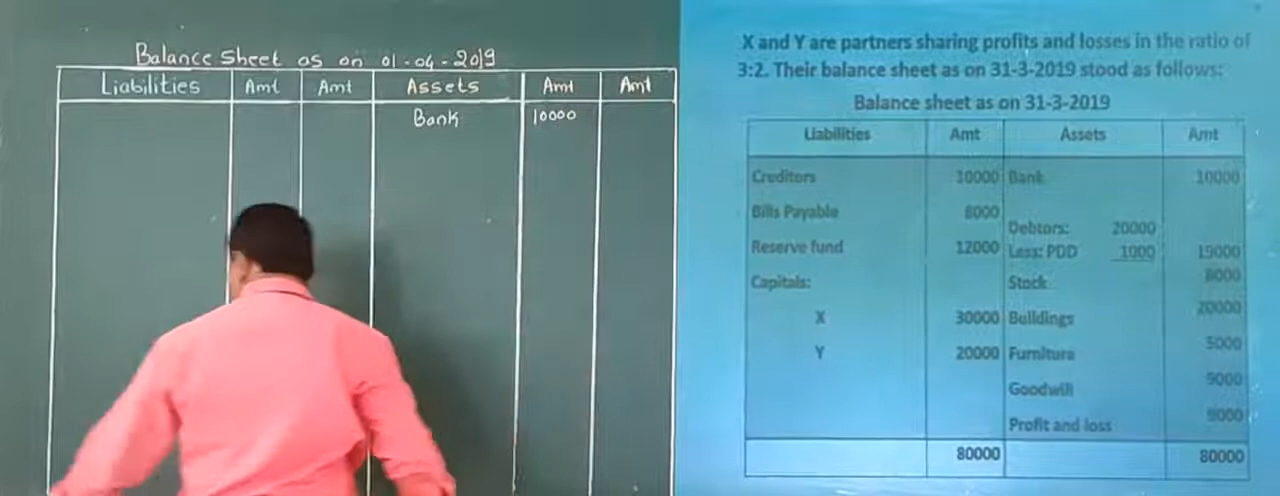 Balance Sheet as on 01-04-2019
Liabilities Amt Amt Assets Amt Amt
Bank 10000
X and Y are partners sharing profits and losses in the ratio of
3:2. Their balance sheet as on 31-3-2019 stood as follows:
Balance sheet as on 31-3-2019
Liabilities Amt Assets Amt
Creditors 10000 Bank 10000
Bills Payable 8000
Debtors: 20000
Reserve fund 12000 Less: PDD 1000 19000
Capitals: Stock 8000
X 30000 Buildings 20000
Y 20000 Furniture 5000
Goodwill 9000
Profit and loss 9000
80000 80000